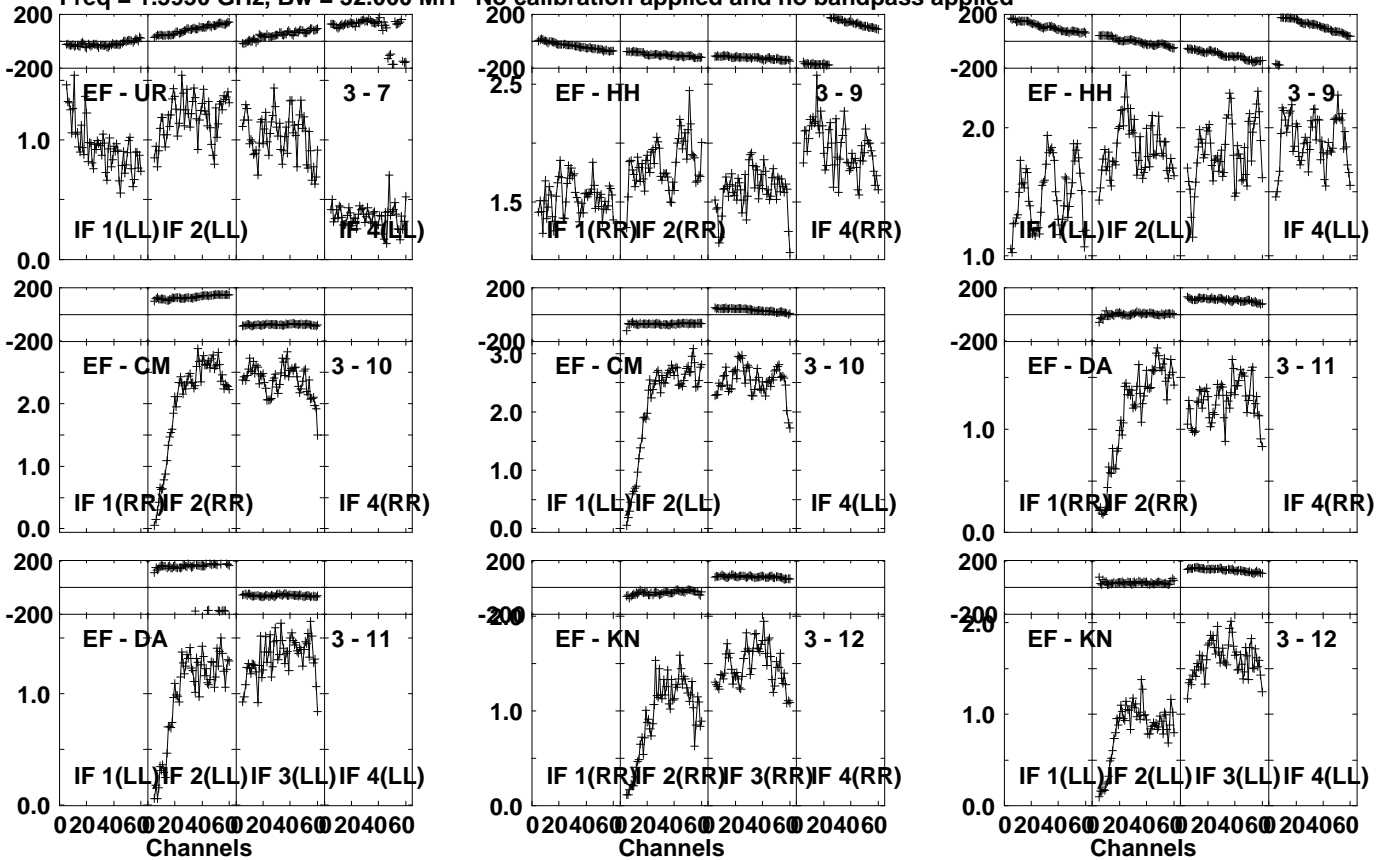 GHz, Bw = 32.000 MH No calibration applied and no bandpass applied
200
-200
1.0
0.0
EF - UR
3 - 7
IF 1(LL)
IF 2(LL)
IF 4(LL)
200
-200
2.5
1.5
EF - HH
3 - 9
IF 1(RR)
IF 2(RR)
IF 4(RR)
200
-200
2.0
1.0
EF - HH
3 - 9
IF 1(LL)
IF 2(LL)
IF 4(LL)
200
-200
2.0
1.0
0.0
EF - CM
3 - 10
IF 1(RR)
IF 2(RR)
IF 4(RR)
200
-200
3.0
2.0
1.0
0.0
EF - CM
3 - 10
IF 1(LL)
IF 2(LL)
IF 4(LL)
200
-200
1.0
0.0
EF - DA
3 - 11
IF 1(RR)
IF 2(RR)
IF 4(RR)
200
-200
1.0
0.0
EF - DA
3 - 11
IF 1(LL)
IF 2(LL)
IF 3(LL)
IF 4(LL)
0 20 40 60 0 20 40 60 0 20 40 60 0 20 40 60
Channels
200
-200
2.0
1.0
0.0
EF - KN
3 - 12
IF 1(RR)
IF 2(RR)
IF 3(RR)
IF 4(RR)
0 20 40 60 0 20 40 60 0 20 40 60 0 20 40 60
Channels
200
-200
2.0
1.0
0.0
EF - KN
3 - 12
IF 1(LL)
IF 2(LL)
IF 3(LL)
IF 4(LL)
0 20 40 60 0 20 40 60 0 20 40 60 0 20 40 60
Channels